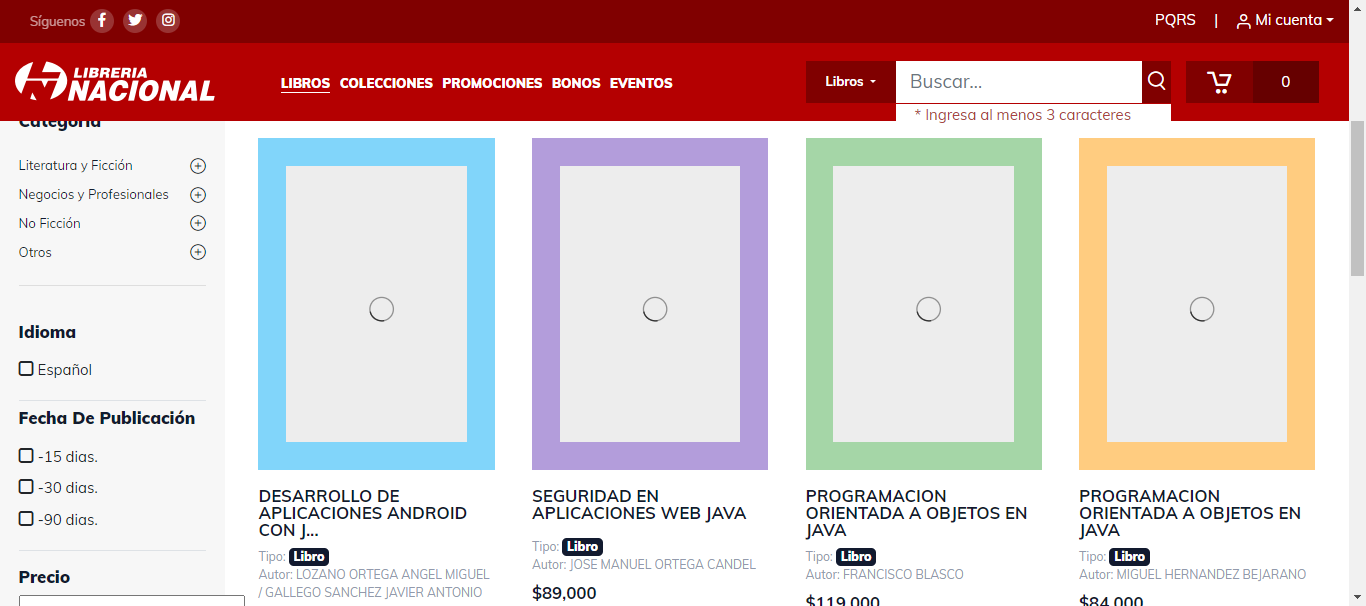 Síguenos
PQRS | Mi cuenta
LIBRERIA
NACIONAL
LIBROS COLECCIONES PROMOCIONES BONOS EVENTOS
Libros
Buscar...
0
* Ingresa al menos 3 caracteres
Categoría
Literatura y Ficción
Negocios y Profesionales
No Ficción
Otros
Idioma
Español
Fecha De Publicación
-15 dias.
-30 dias.
-90 dias.
Precio
DESARROLLO DE
APLICACIONES ANDROID
CON J...
Tipo: Libro
Autor: LOZANO ORTEGA ANGEL MIGUEL
/ GALLEGO SANCHEZ JAVIER ANTONIO
SEGURIDAD EN
APLICACIONES WEB JAVA
Tipo: Libro
Autor: JOSE MANUEL ORTEGA CANDEL
$89,000
PROGRAMACION
ORIENTADA A OBJETOS EN
JAVA
Tipo: Libro
Autor: FRANCISCO BLASCO
$119,000
PROGRAMACION
ORIENTADA A OBJETOS EN
JAVA
Tipo: Libro
Autor: MIGUEL HERNANDEZ BEJARANO
$84,000